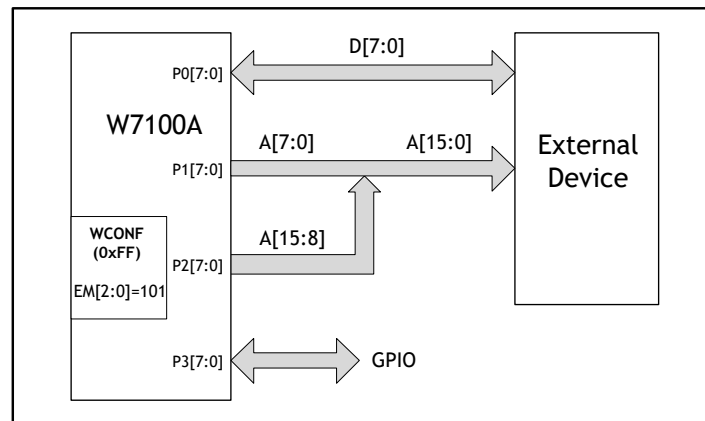 D[7:0]
P0[7:0]
W7100A
A[7:0]
A[15:0]
External
Device
P1[7:0]
WCONF
(0xFF)
A[15:8]
P2[7:0]
EM[2:0]=101
P3[7:0]
GPIO